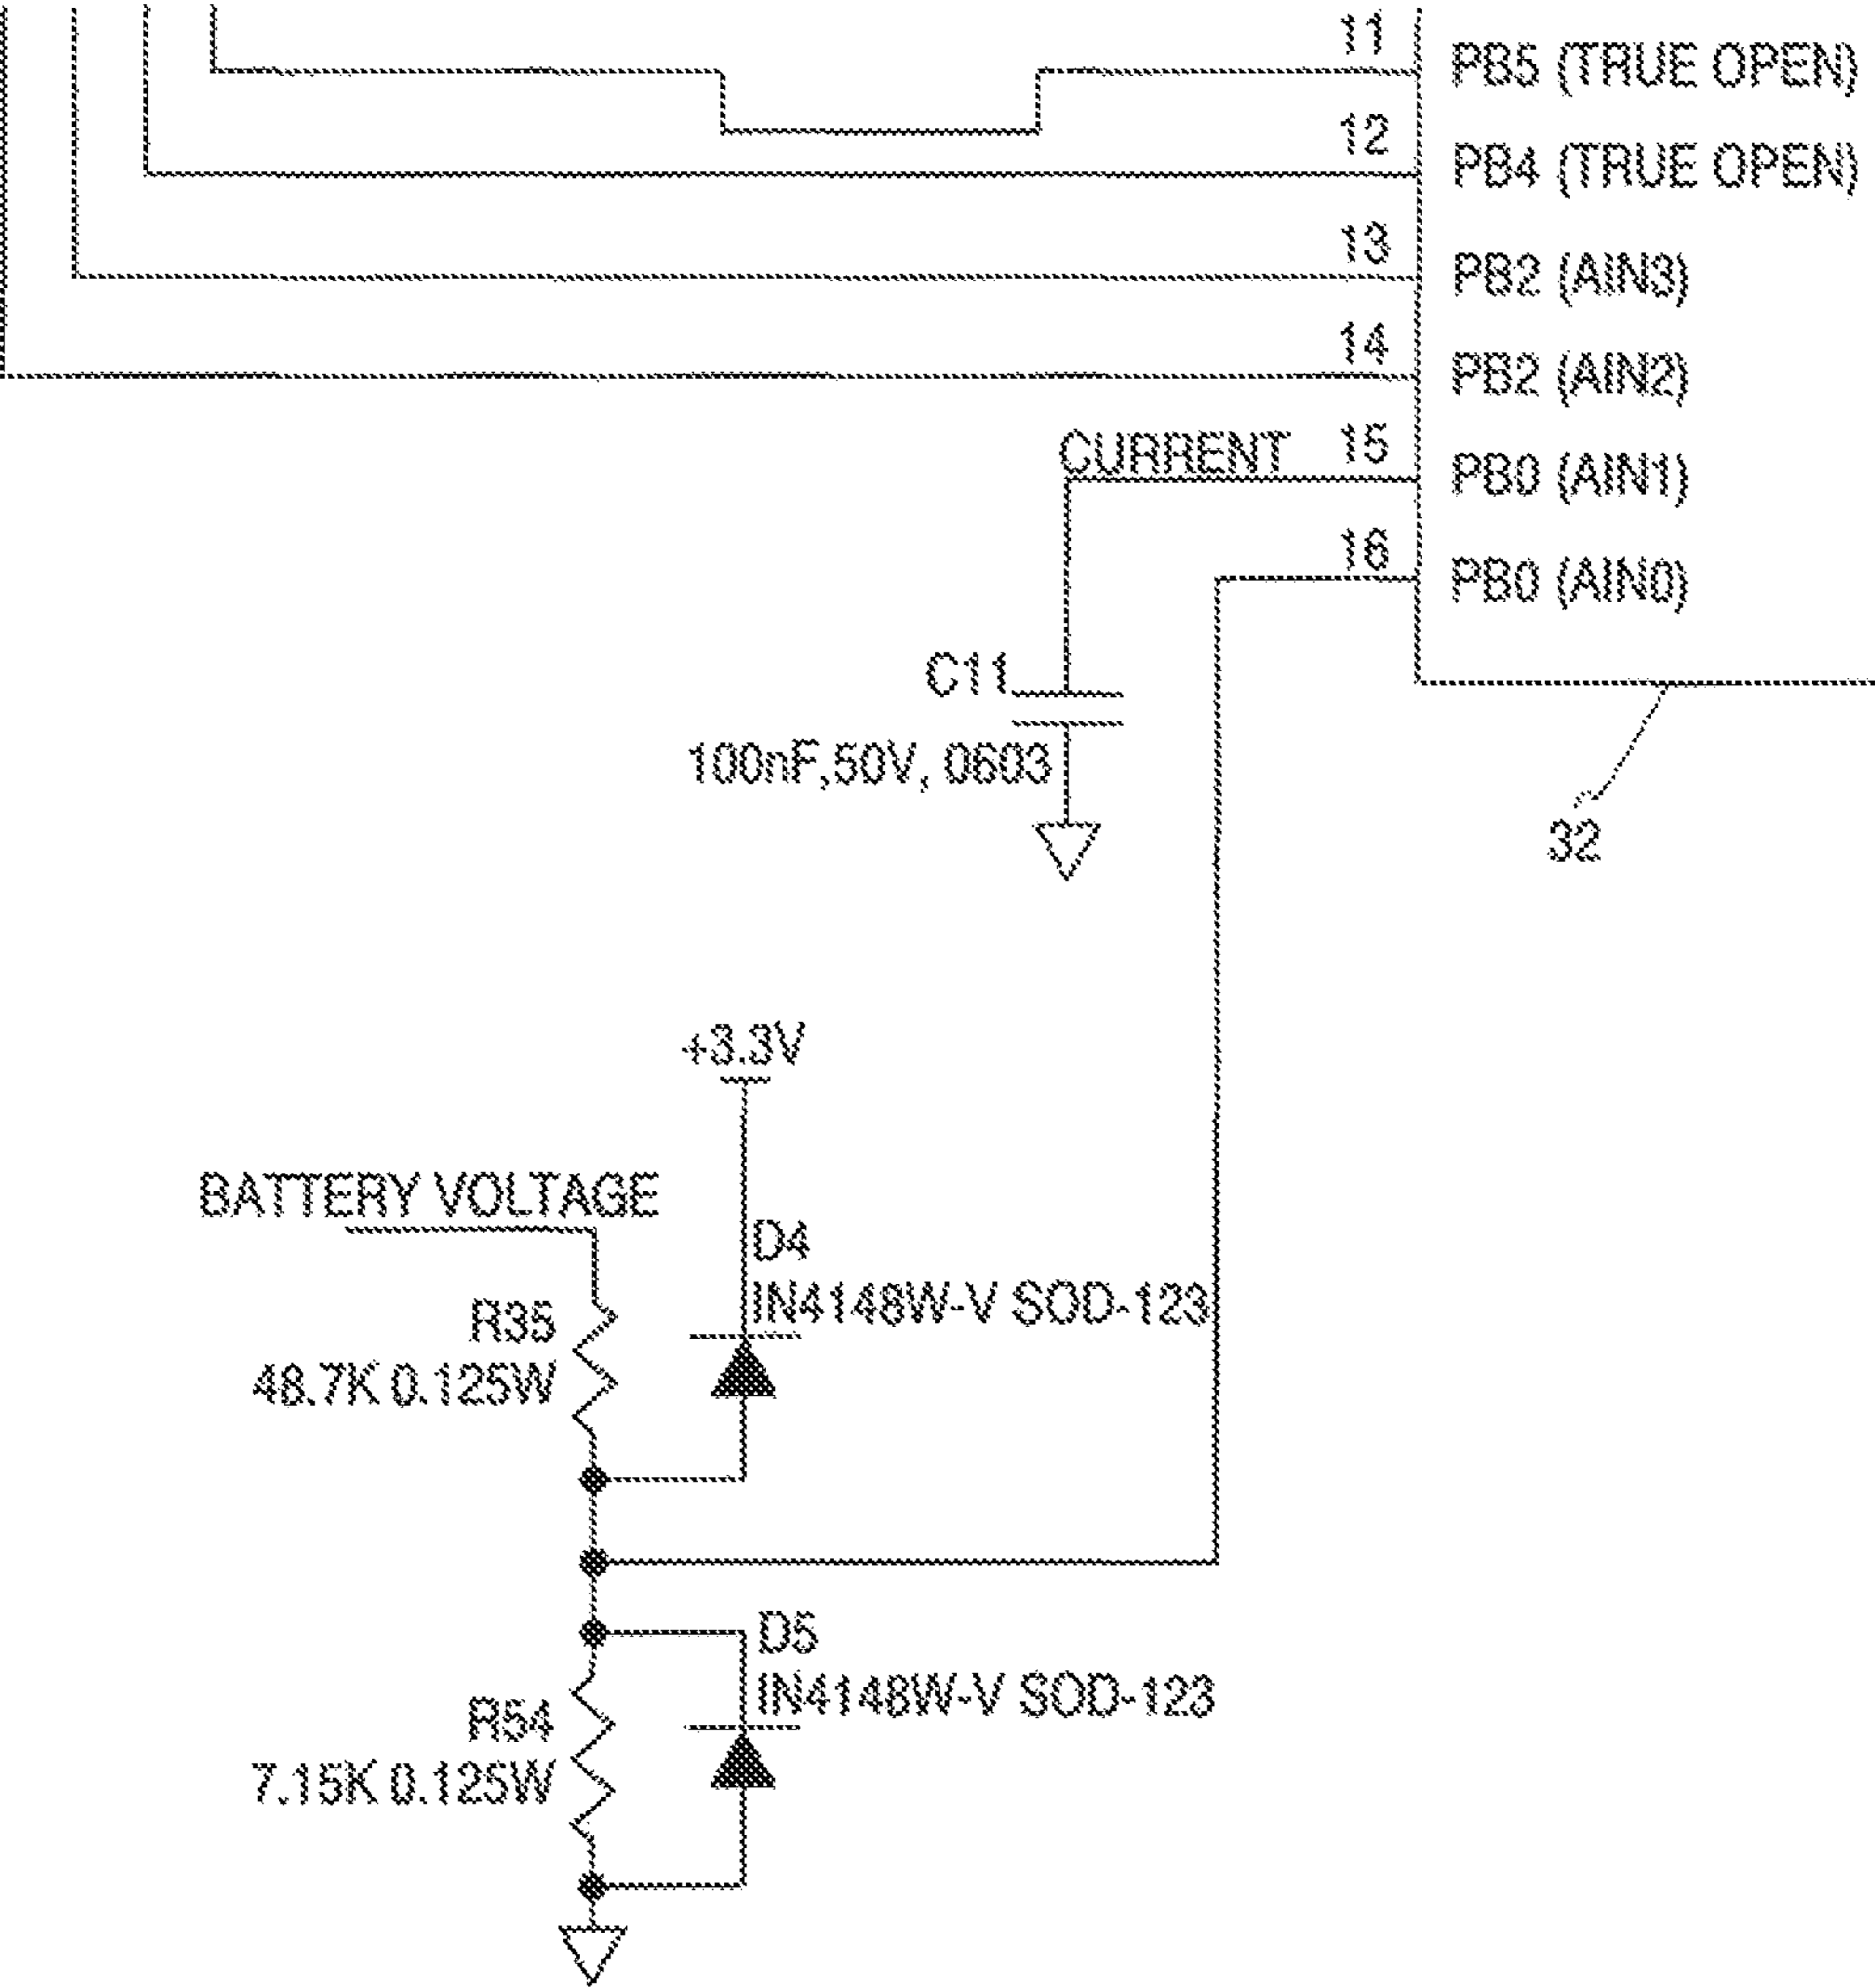 11
PB5 (TRUE OPEN)
12
PB4 (TRUE OPEN)
13
PB2 (AIN3)
14
PB2 (AIN2)
CURRENT 15
PB0 (AIN1)
16
PB0 (AIN0)
C11
100nF,50V, 0603
32
+3.3V
BATTERY VOLTAGE
D4
IN4148W-V SOD-123
R35
48.7K 0.125W
D5
IN4148W-V SOD-123
R54
7.15K 0.125W